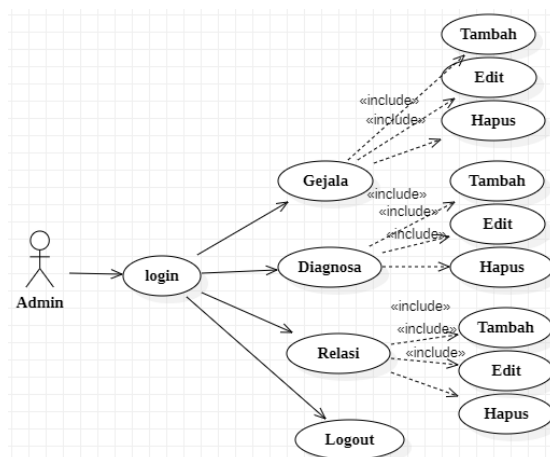 Tambah
Edit
«include»
«include»
Hapus
Gejala
Tambah
«include»
«include»
Edit
«include»
Diagnosa
Hapus
login
Admin
«include»
Tambah
«include»
«include»
Relasi
Edit
Hapus
Logout